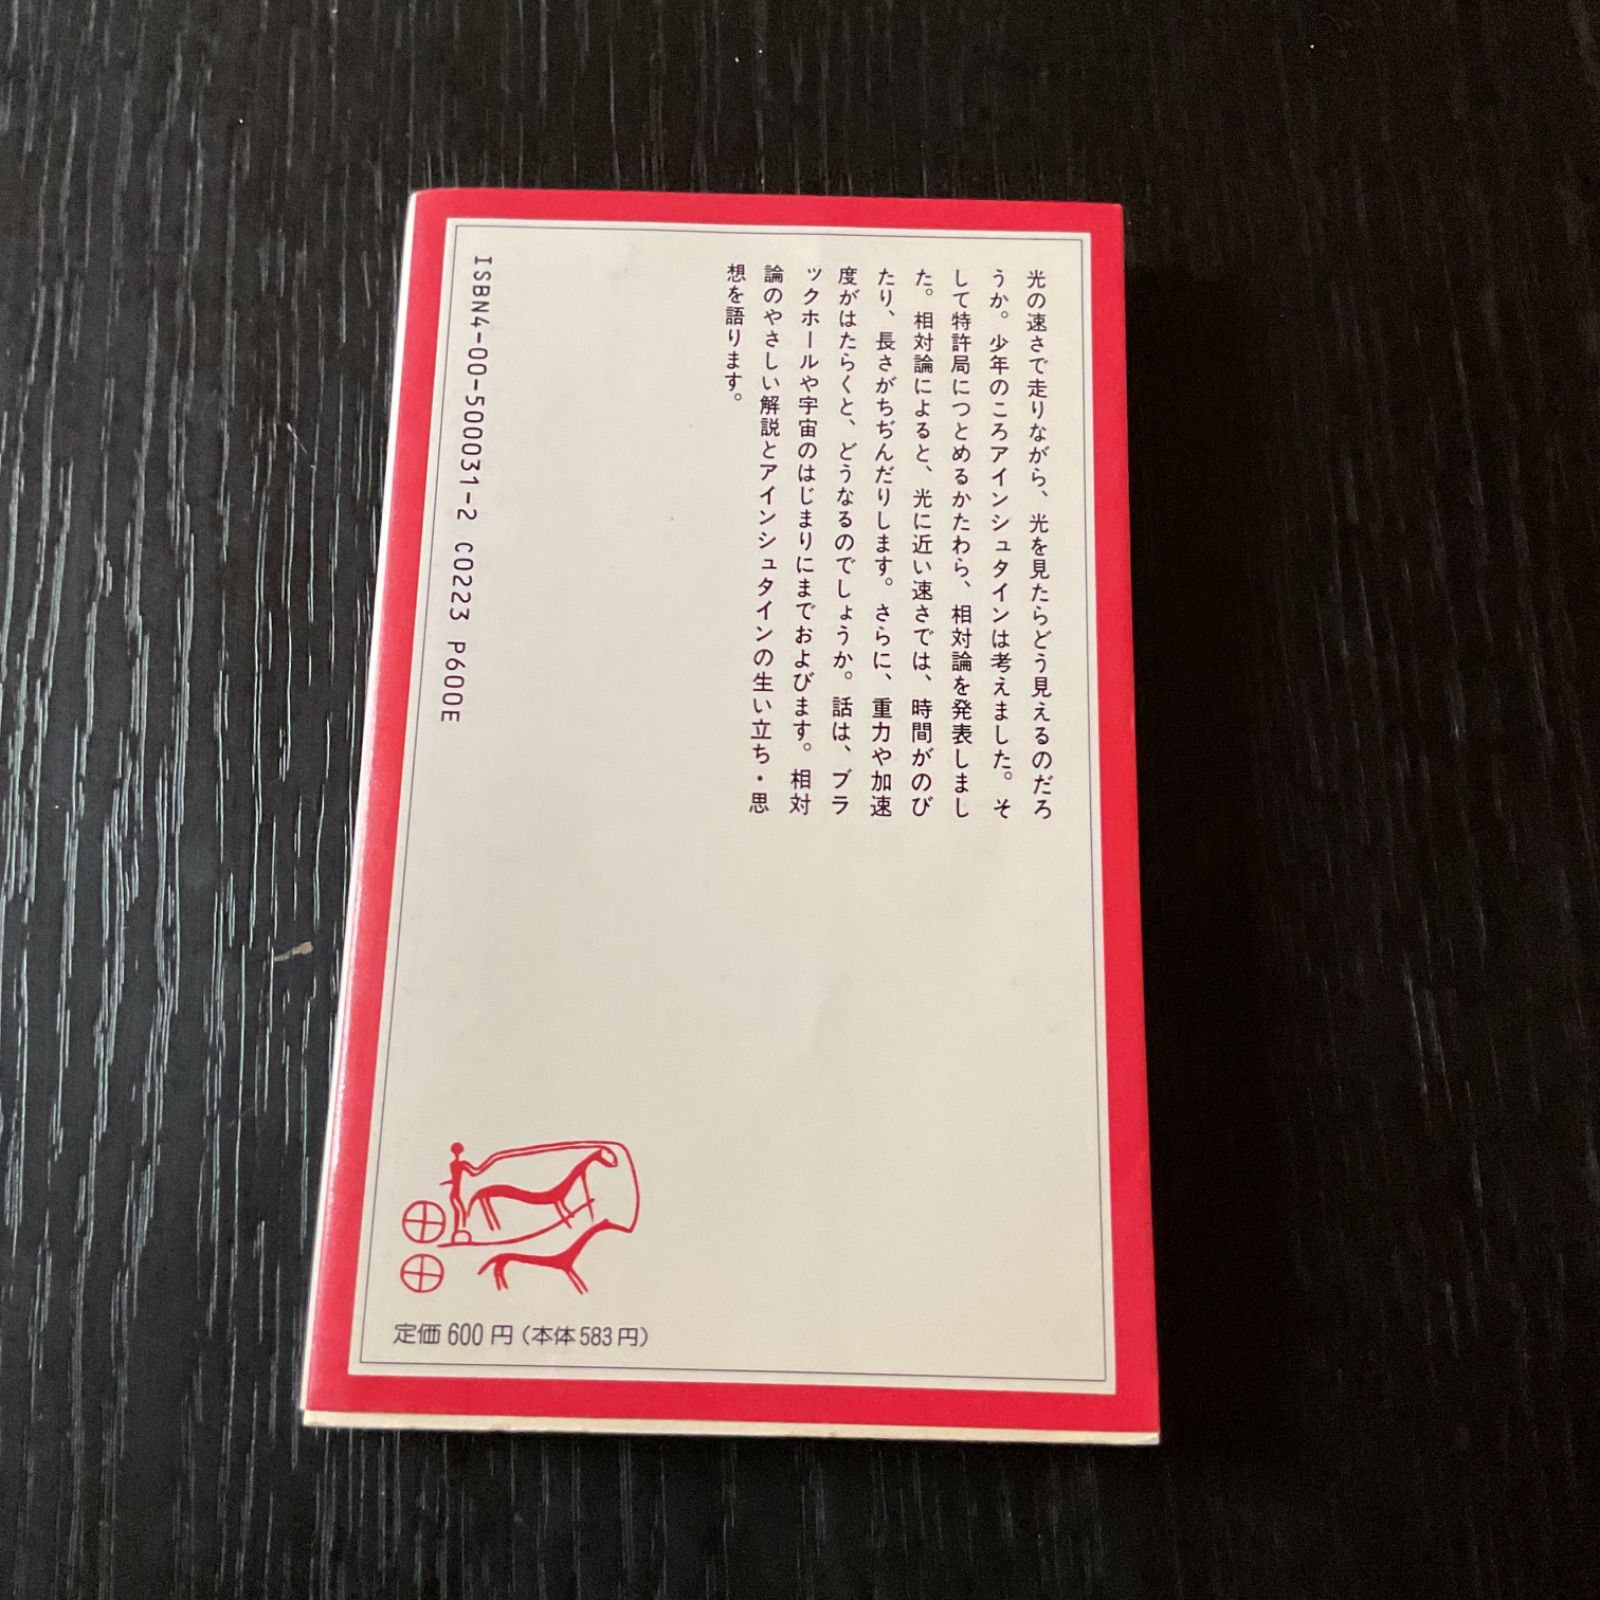 光の速さで走りながら、光を見たらどう見えるのだろ
うか。少年のころアインシュタインは考えました。そ
して特許局につとめるかたわら、相対論を発表しまし
た。相対論によると、光に近い速さでは、時間がのび
たり、長さがちぢんだりします。さらに、重力や加速
度がはたらくと、どうなるのでしょうか。話は、ブラ
ックホールや宇宙のはじまりにまでおよびます。相対
論のやさしい解説とアインシュタインの生い立ち・思
想を語ります。
ISBN4-00-500031-2 C0223 P600E
定価600円(本体583円)